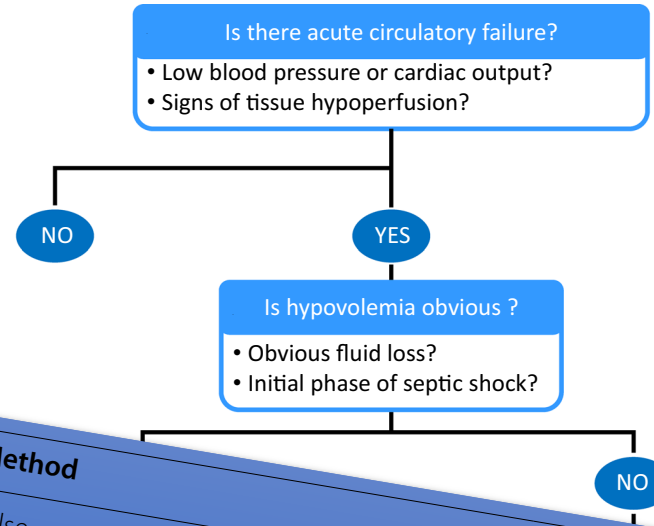 Is there acute circulatory failure?
• Low blood pressure or cardiac output?
• Signs of tissue hypoperfusion?
NO
YES
Is hypovolemia obvious ?
• Obvious fluid loss?
• Initial phase of septic shock?
NO